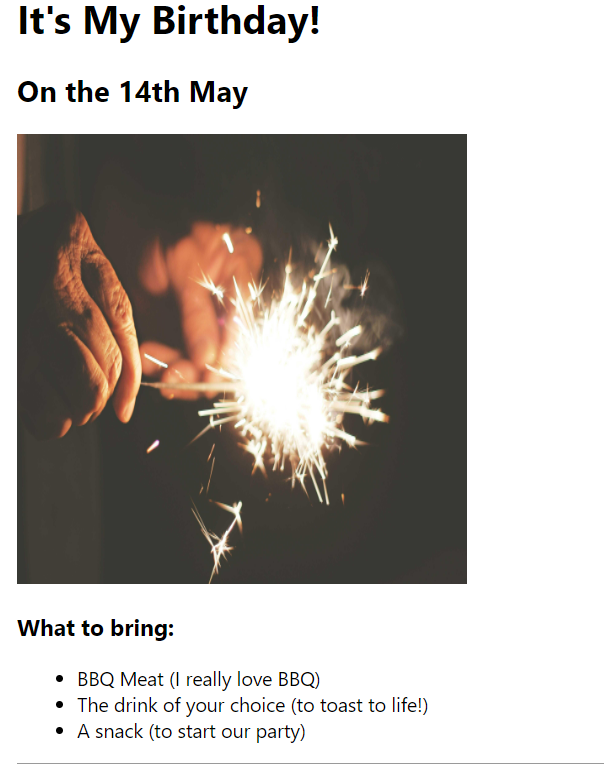 It's My Birthday!
On the 14th May
What to bring:
BBQ Meat (I really love BBQ)
The drink of your choice (to toast to life!)
A snack (to start our party)